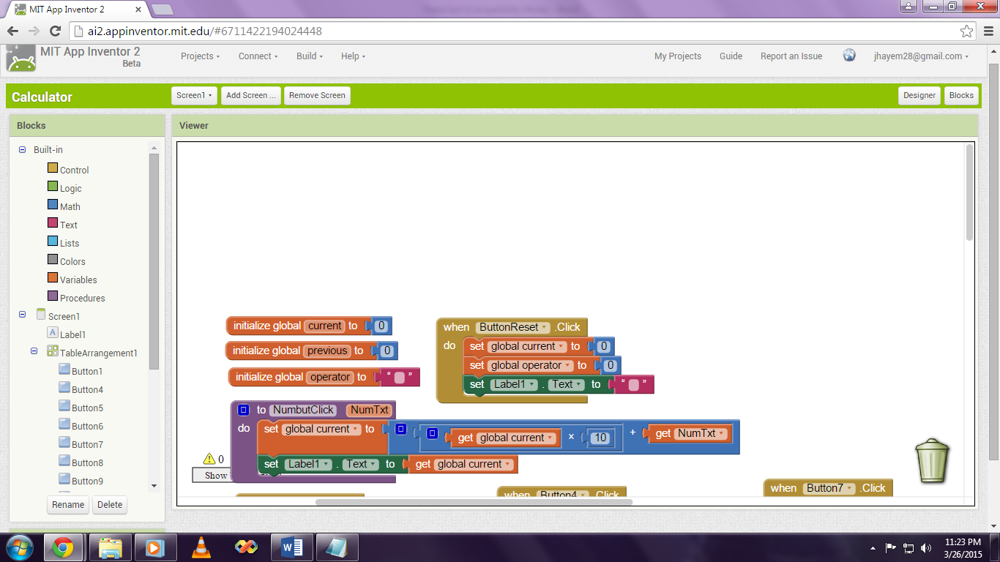 MIT App Inventor 2
ai2.appinventor.mit.edu/#6711422194024448
MIT App Inventor 2
Beta
Projects
Connect
Build
Help
My Projects
Guide
Report an Issue
jhayem28@gmail.com
Calculator
Screen1
Add Screen ...
Remove Screen
Designer
Blocks
Blocks
Viewer
Built-in
Control
Logic
Math
Text
Lists
Colors
Variables
Procedures
Screen1
A Label1
TableArrangement1
Button1
Button4
Button5
Button6
Button7
Button8
Button9
Rename
Delete
initialize global current to 0
initialize global previous to 0
initialize global operator to “ ”
when ButtonReset .Click
do set global current to 0
set global operator to 0
set Label1 . Text to “ ”
to NumbutClick NumTxt
do set global current to get global current × 10 + get NumTxt
set Label1 . Text to get global current
0
Show
when Button4 .Click
when Button7 .Click
11:23 PM
3/26/2015